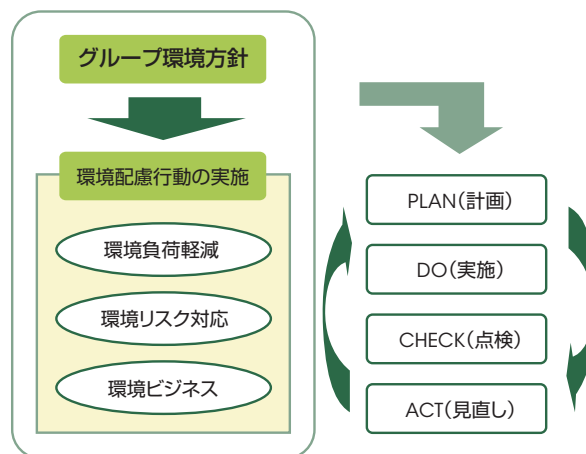 グループ環境方針
環境配慮行動の実施
環境負荷軽減
環境リスク対応
環境ビジネス
PLAN(計画)
DO(実施)
CHECK(点検)
ACT(見直し)